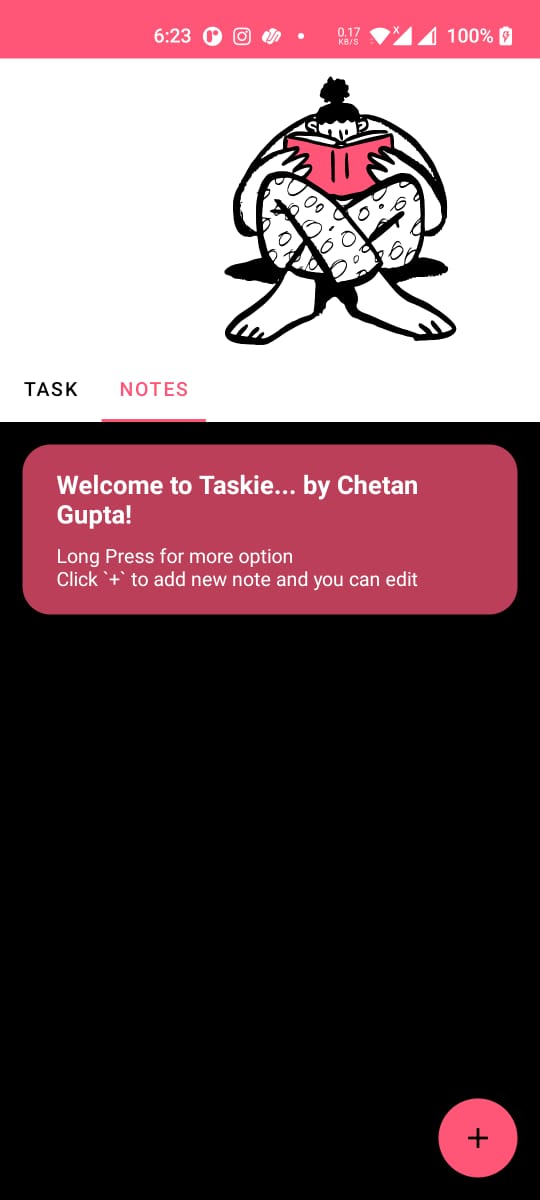 6:23 0.17 KB/S 100%
TASK NOTES
Welcome to Taskie... by Chetan
Gupta!
Long Press for more option
Click `+` to add new note and you can edit
+